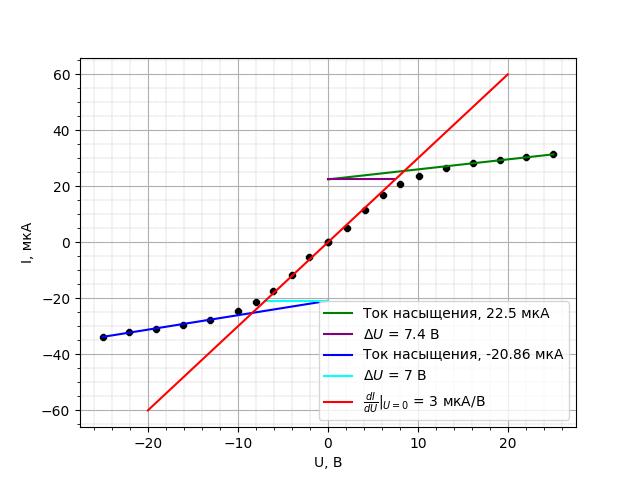 60
40
20
0
−20
−40
−60
I, мкА
Ток насыщения, 22.5 мкА
ΔU = 7.4 В
Ток насыщения, -20.86 мкА
ΔU = 7 В
dI/dU|U=0 = 3 мкА/В
−20
−10
0
10
20
U, В